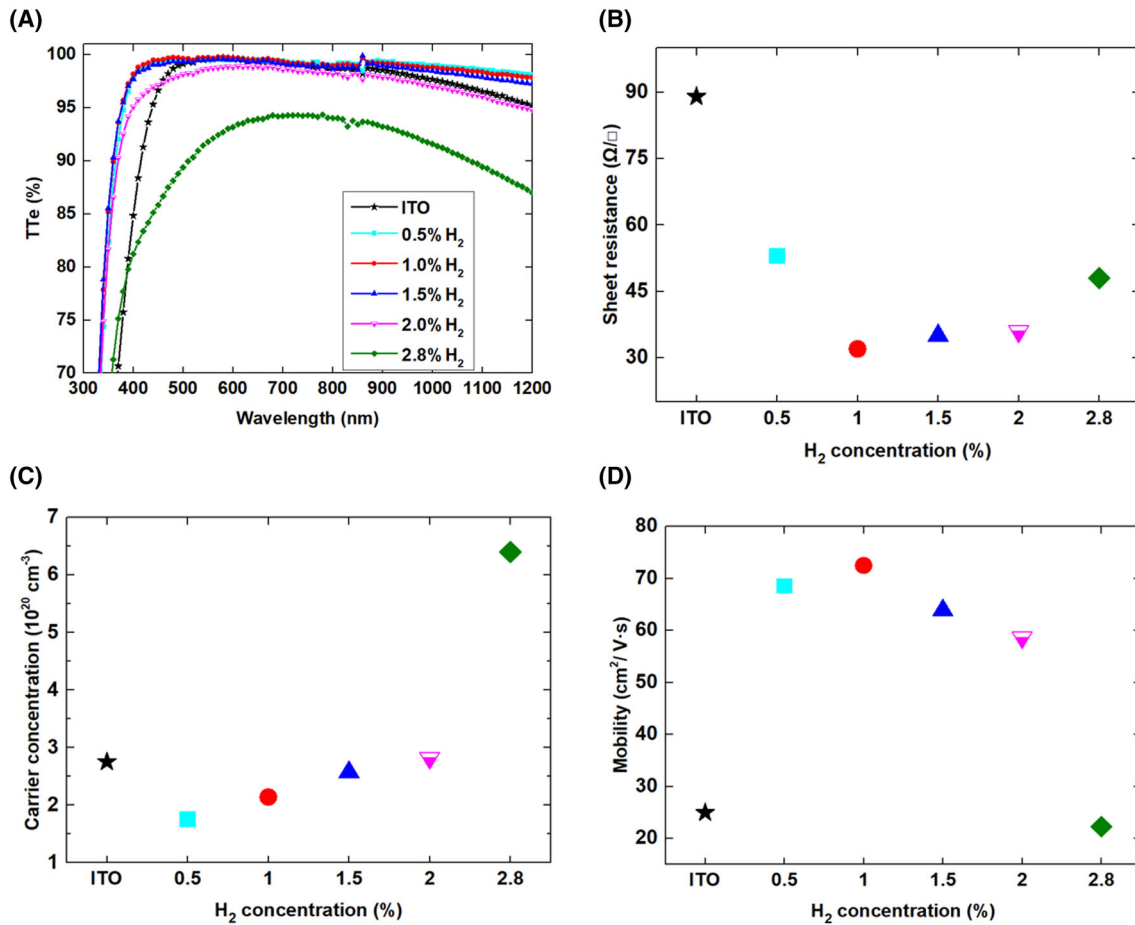 (A)
TTe (%)
100
95
90
85
80
75
70
ITO
0.5% H₂
1.0% H₂
1.5% H₂
2.0% H₂
2.8% H₂
300 400 500 600 700 800 900 1000 1100 1200
Wavelength (nm)
(B)
Sheet resistance (Ω/□)
90
75
60
45
30
ITO 0.5 1 1.5 2 2.8
H₂ concentration (%)
(C)
Carrier concentration (10²⁰ cm⁻³)
7
6
5
4
3
2
1
ITO 0.5 1 1.5 2 2.8
H₂ concentration (%)
(D)
Mobility (cm²/ V·s)
80
70
60
50
40
30
20
ITO 0.5 1 1.5 2 2.8
H₂ concentration (%)